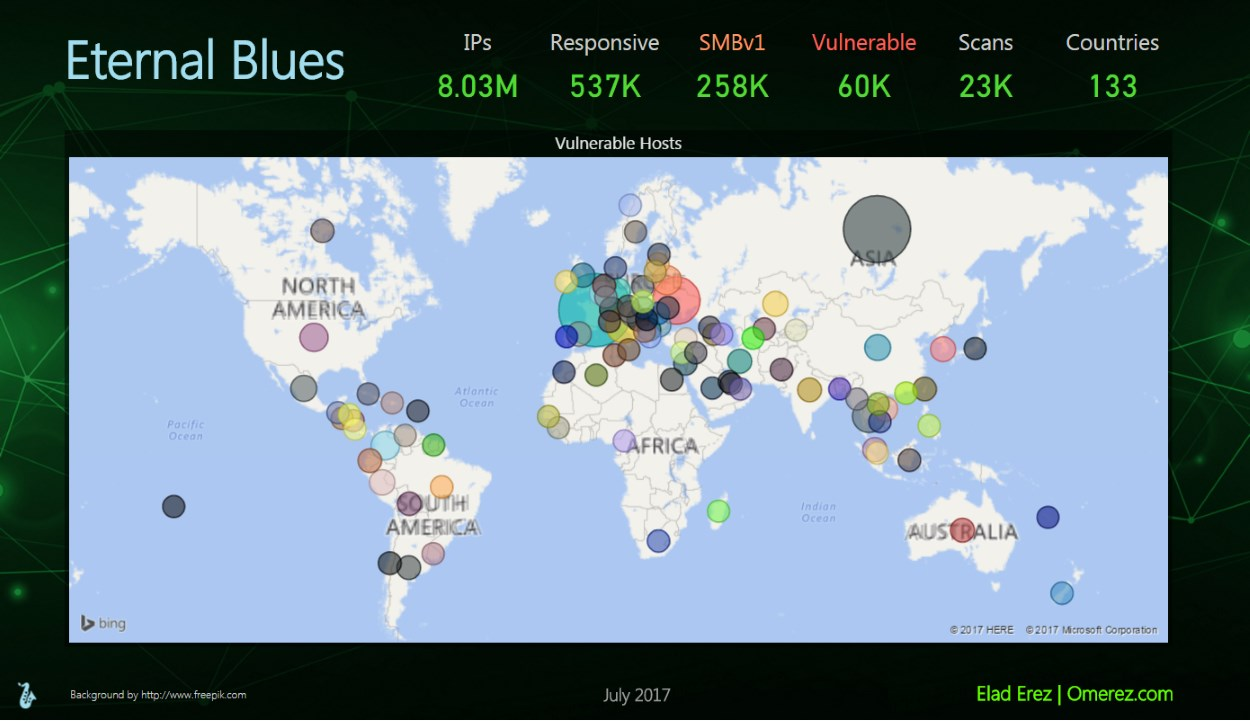 Eternal Blues
IPs Responsive SMBv1 Vulnerable Scans Countries
8.03M 537K 258K 60K 23K 133
Vulnerable Hosts
ASIA
NORTH
AMERICA
Atlantic
Ocean
Pacific
Ocean
AFRICA
SOUTH
AMERICA
Indian
Ocean
AUSTRALIA
bing
© 2017 HERE © 2017 Microsoft Corporation
Background by http://www.freepik.com
July 2017
Elad Erez | Omerez.com